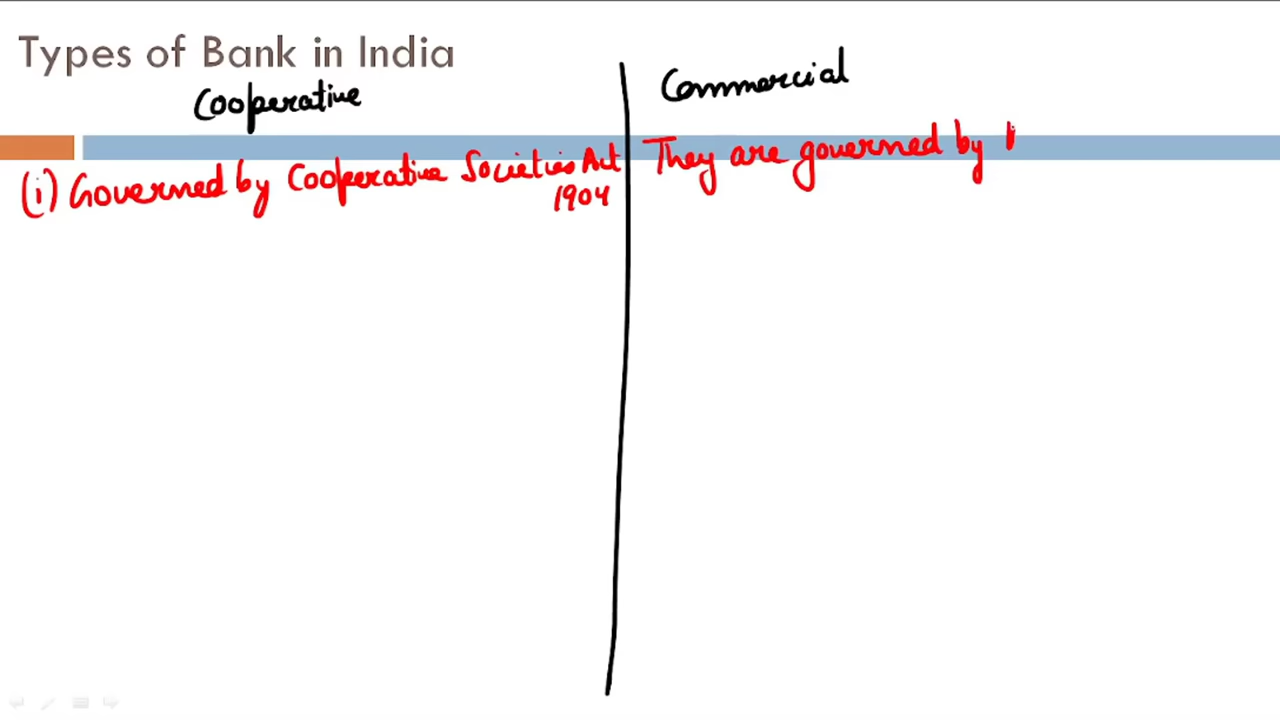 Types of Bank in India
Cooperative
Commercial
(i) Governed by Cooperative Societies Act
1904
They are governed by